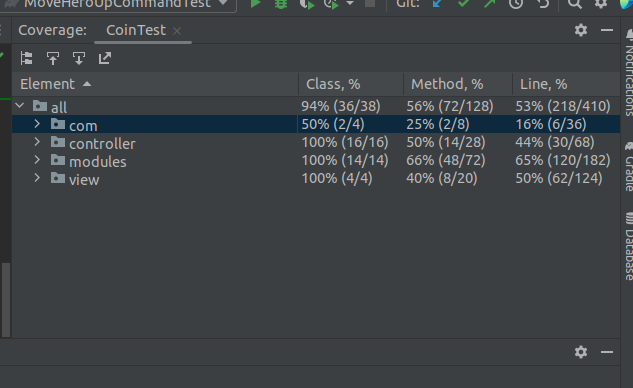 MoveHeroUpCommandTest Git:
Coverage: CoinTest
Element Class, % Method, % Line, %
all 94% (36/38) 56% (72/128) 53% (218/410)
com 50% (2/4) 25% (2/8) 16% (6/36)
controller 100% (16/16) 50% (14/28) 44% (30/68)
modules 100% (14/14) 66% (48/72) 65% (120/182)
view 100% (4/4) 40% (8/20) 50% (62/124)
Notifications
Gradle
Database